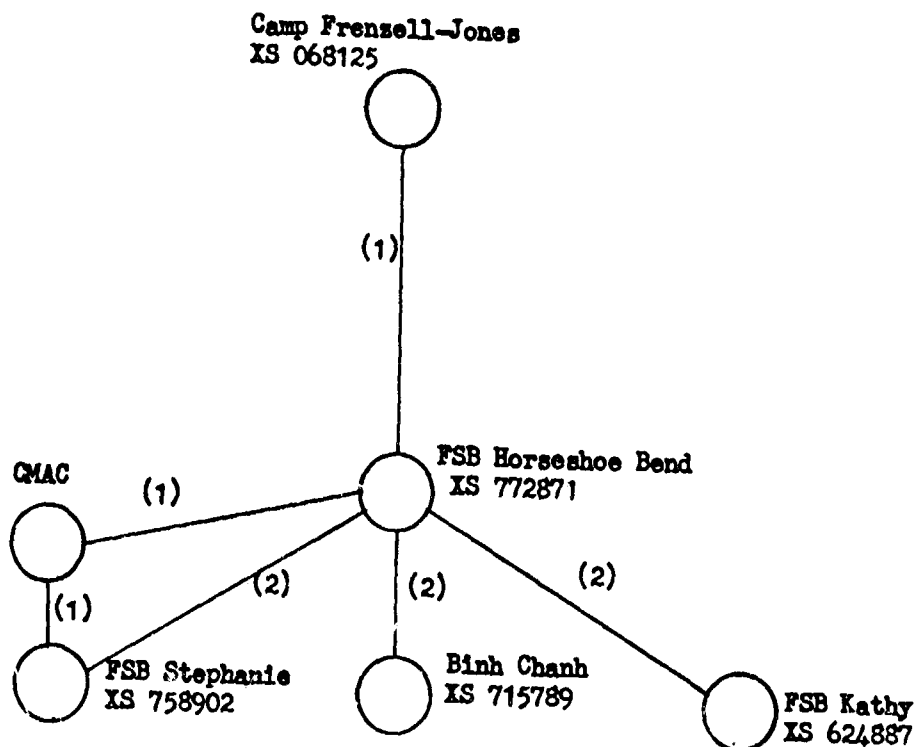 Camp Frenzell-Jones
XS 068125
(1)
FSB Horseshoe Bend
XS 772871
CMAC
(1)
(2)
(2)
(2)
(1)
FSB Stephanie
XS 758902
Binh Chanh
XS 715789
FSB Kathy
XS 624887